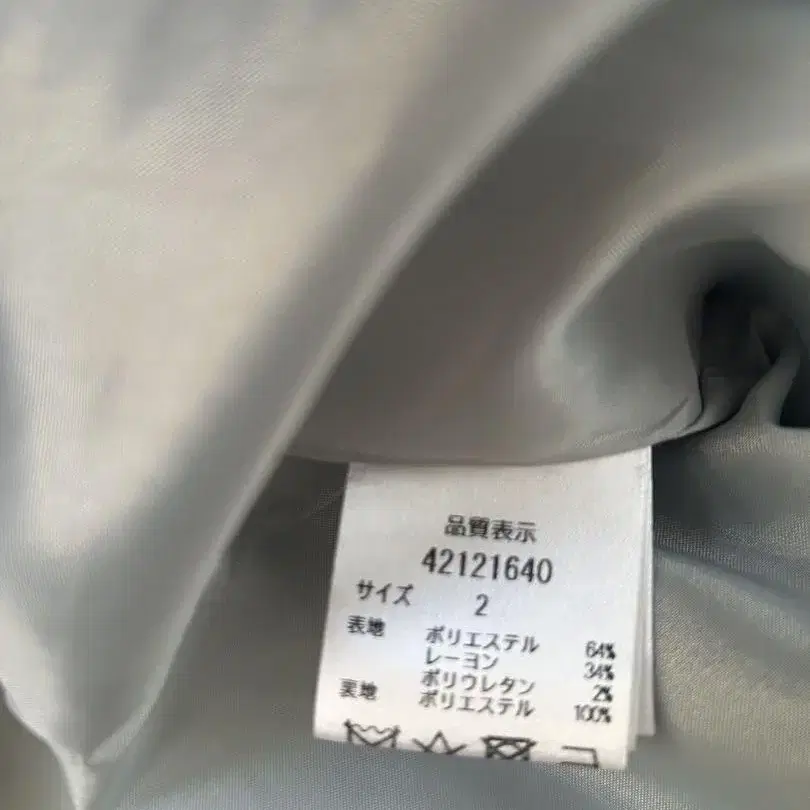 品質表示
42121640
サイズ 2
表地 ポリエステル 64%
レーヨン 34%
ポリウレタン 2%
裏地 ポリエステル 100%